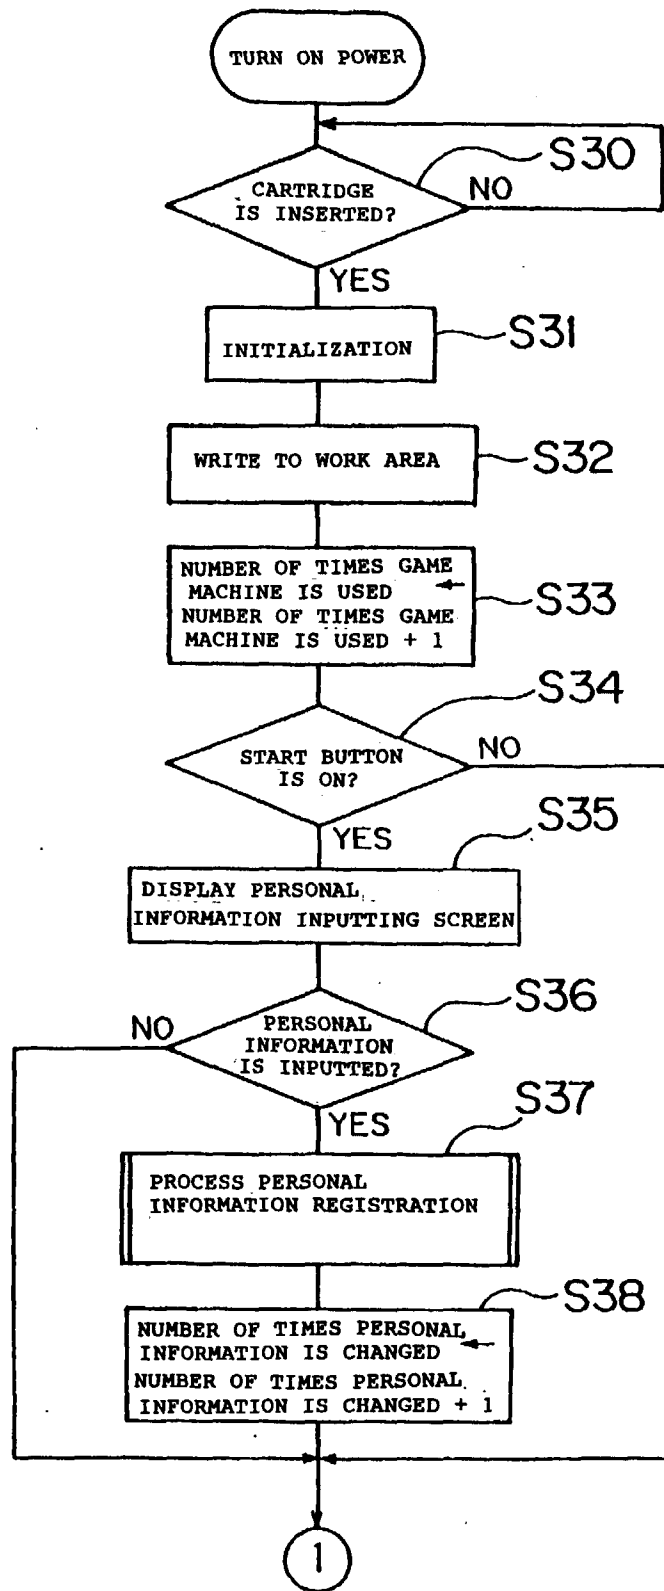 TURN ON POWER
S30
CARTRIDGE
IS INSERTED?
NO
YES
INITIALIZATION
S31
WRITE TO WORK AREA
S32
NUMBER OF TIMES GAME
MACHINE IS USED ←
NUMBER OF TIMES GAME
MACHINE IS USED + 1
S33
S34
START BUTTON
IS ON?
NO
YES
S35
DISPLAY PERSONAL
INFORMATION INPUTTING SCREEN
S36
NO
PERSONAL
INFORMATION
IS INPUTTED?
YES
S37
PROCESS PERSONAL
INFORMATION REGISTRATION
S38
NUMBER OF TIMES PERSONAL
INFORMATION IS CHANGED ←
NUMBER OF TIMES PERSONAL
INFORMATION IS CHANGED + 1
1